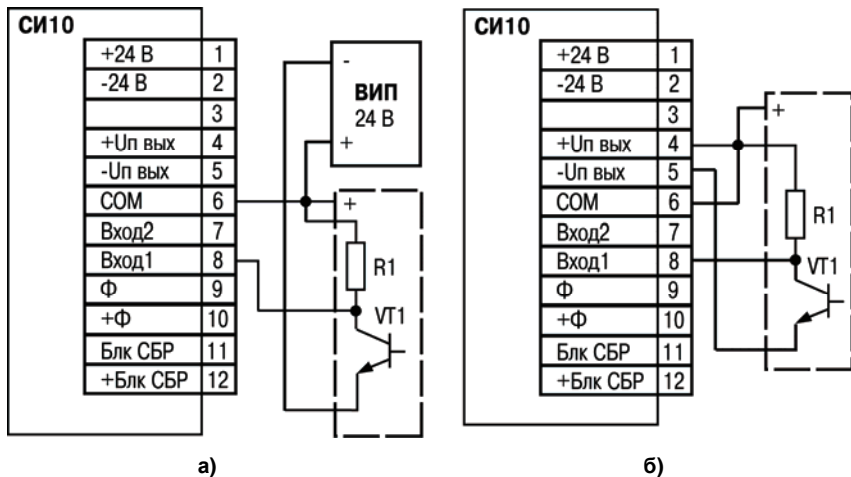 СИ10
+24 В 1
-24 В 2
3
+Uп вых 4
-Uп вых 5
COM 6
Вход2 7
Вход1 8
Ф 9
+Ф 10
Блк СБР 11
+Блк СБР 12
-
ВИП
24 В
+
+
R1
VT1
а)
СИ10
+24 В 1
-24 В 2
3
+Uп вых 4
-Uп вых 5
COM 6
Вход2 7
Вход1 8
Ф 9
+Ф 10
Блк СБР 11
+Блк СБР 12
+
R1
VT1
б)